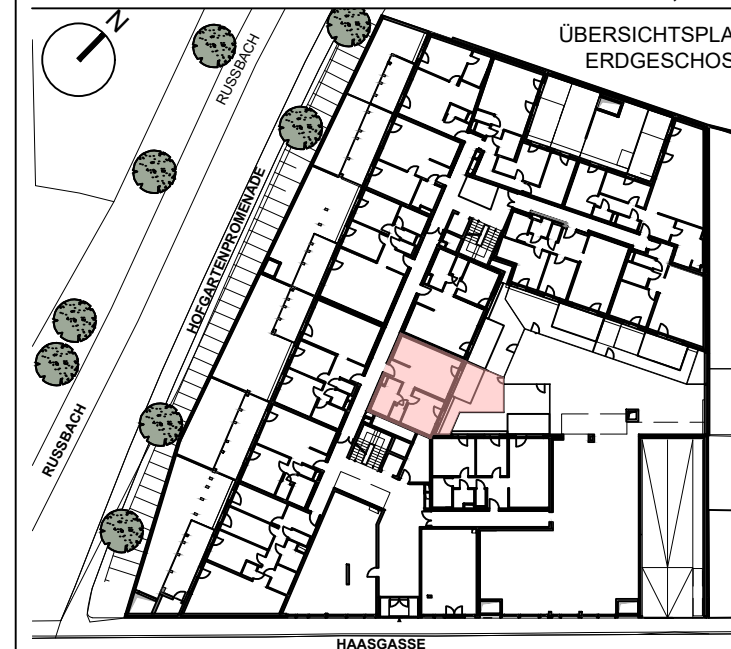 ÜBERSICHTSPLA
ERDGESCHOS
N
RUSSBACH
HOFGARTENPROMENADE
RUSSBACH
HAASGASSE